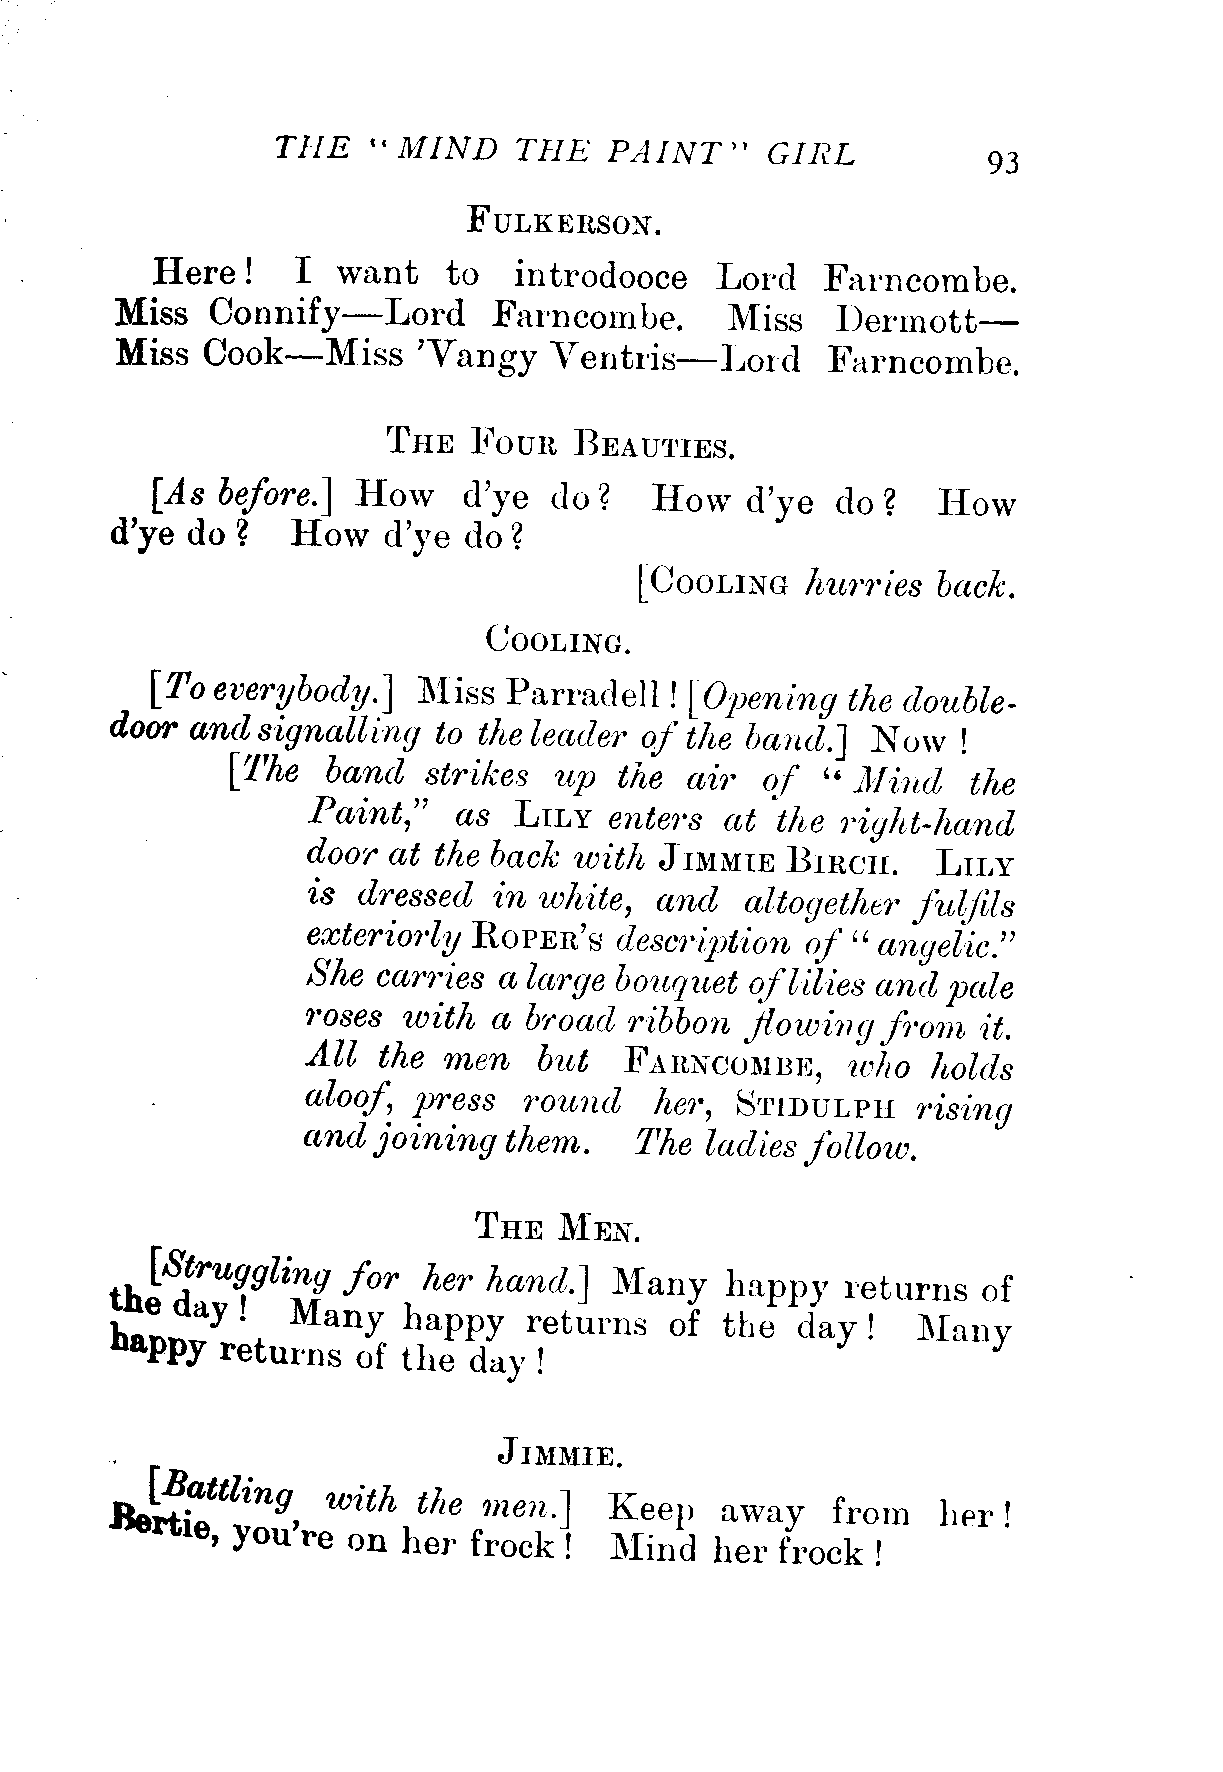 THE "MIND THE PAINT" GIRL 93
FULKERSON.
Here! I want to introdooce Lord Farncombe.
Miss Connify—Lord Farncombe. Miss Dermott—
Miss Cook—Miss 'Vangy Ventris—Lord Farncombe.
THE FOUR BEAUTIES.
[As before.] How d'ye do? How d'ye do? How
d'ye do? How d'ye do?
[COOLING hurries back.
COOLING.
[To everybody.] Miss Parradell! [Opening the double-
door and signalling to the leader of the band.] Now!
[The band strikes up the air of "Mind the
Paint," as LILY enters at the right-hand
door at the back with JIMMIE BIRCH. LILY
is dressed in white, and altogether fulfils
exteriorly ROPER'S description of "angelic."
She carries a large bouquet of lilies and pale
roses with a broad ribbon flowing from it.
All the men but FARNCOMBE, who holds
aloof, press round her, STIDULPH rising
and joining them. The ladies follow.
THE MEN.
[Struggling for her hand.] Many happy returns of
the day! Many happy returns of the day! Many
happy returns of the day!
JIMMIE.
[Battling with the men.] Keep away from her!
Bertie, you're on her frock! Mind her frock!